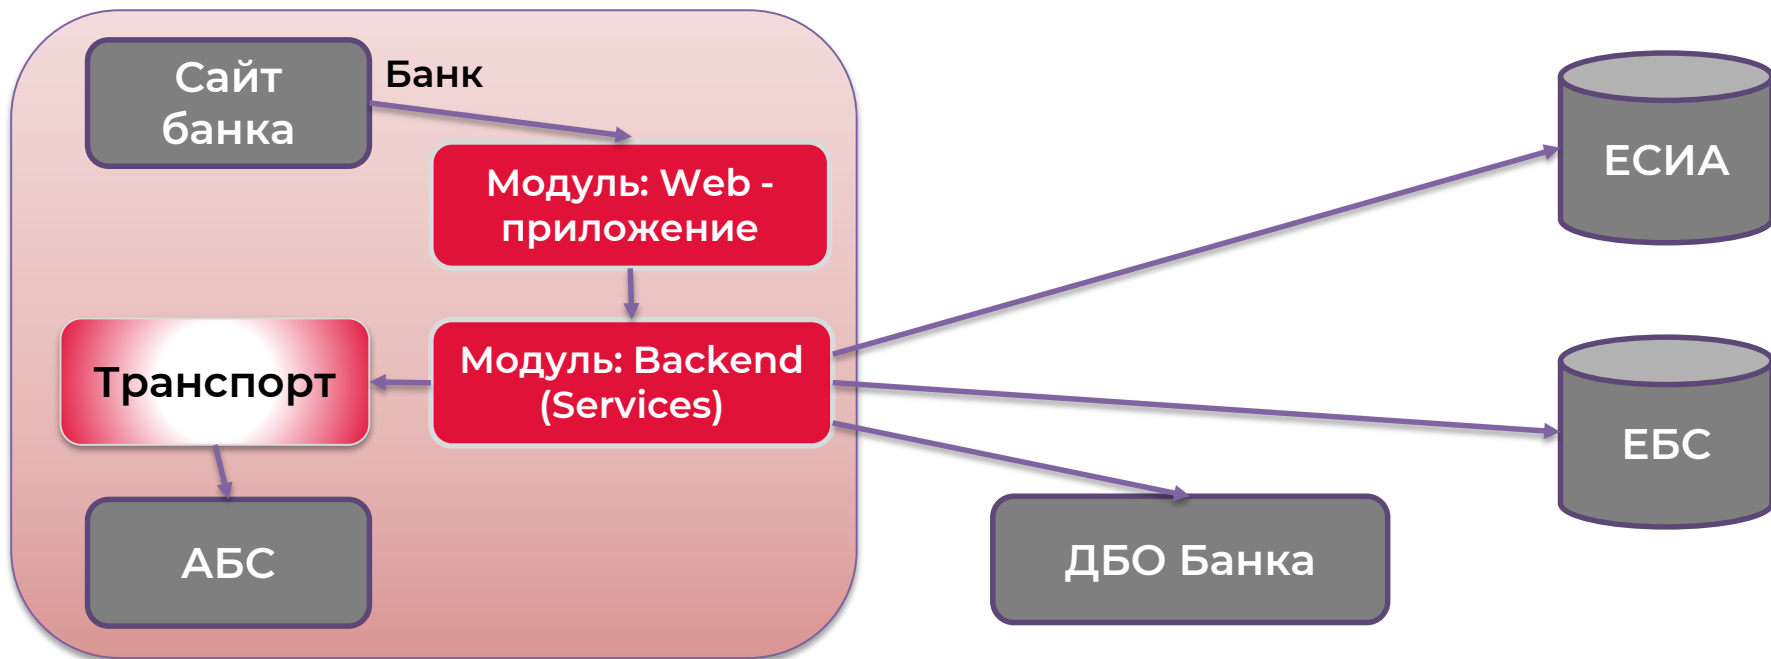 Сайт
банка
Банк
Модуль: Web -
приложение
ЕСИА
Транспорт
Модуль: Backend
(Services)
ЕБС
АБС
ДБО Банка